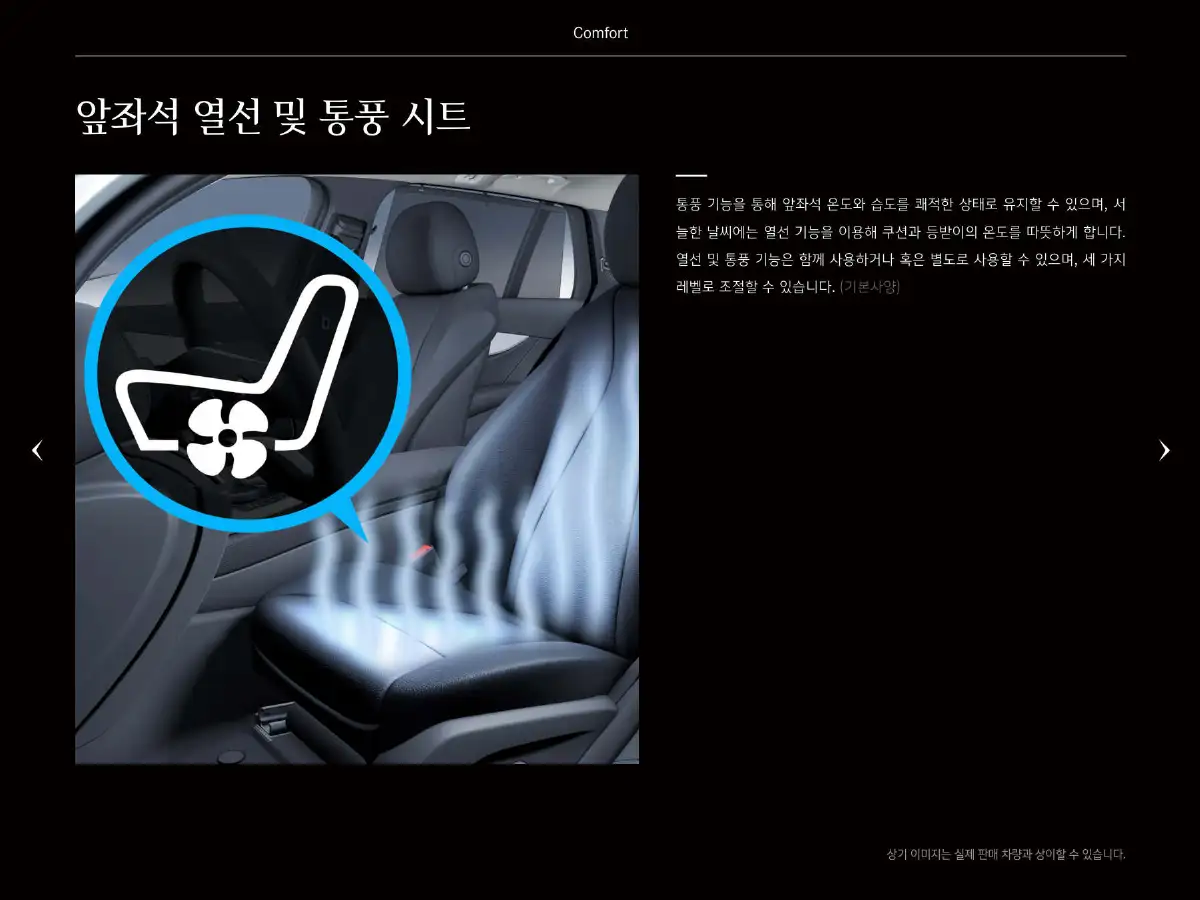 Comfort
앞좌석 열선 및 통풍 시트
통풍 기능을 통해 앞좌석 온도와 습도를 쾌적한 상태로 유지할 수 있으며, 서
늘한 날씨에는 열선 기능을 이용해 쿠션과 등받이의 온도를 따뜻하게 합니다.
열선 및 통풍 기능은 함께 사용하거나 혹은 별도로 사용할 수 있으며, 세 가지
레벨로 조절할 수 있습니다. (기본사양)
상기 이미지는 실제 판매 차량과 상이할 수 있습니다.